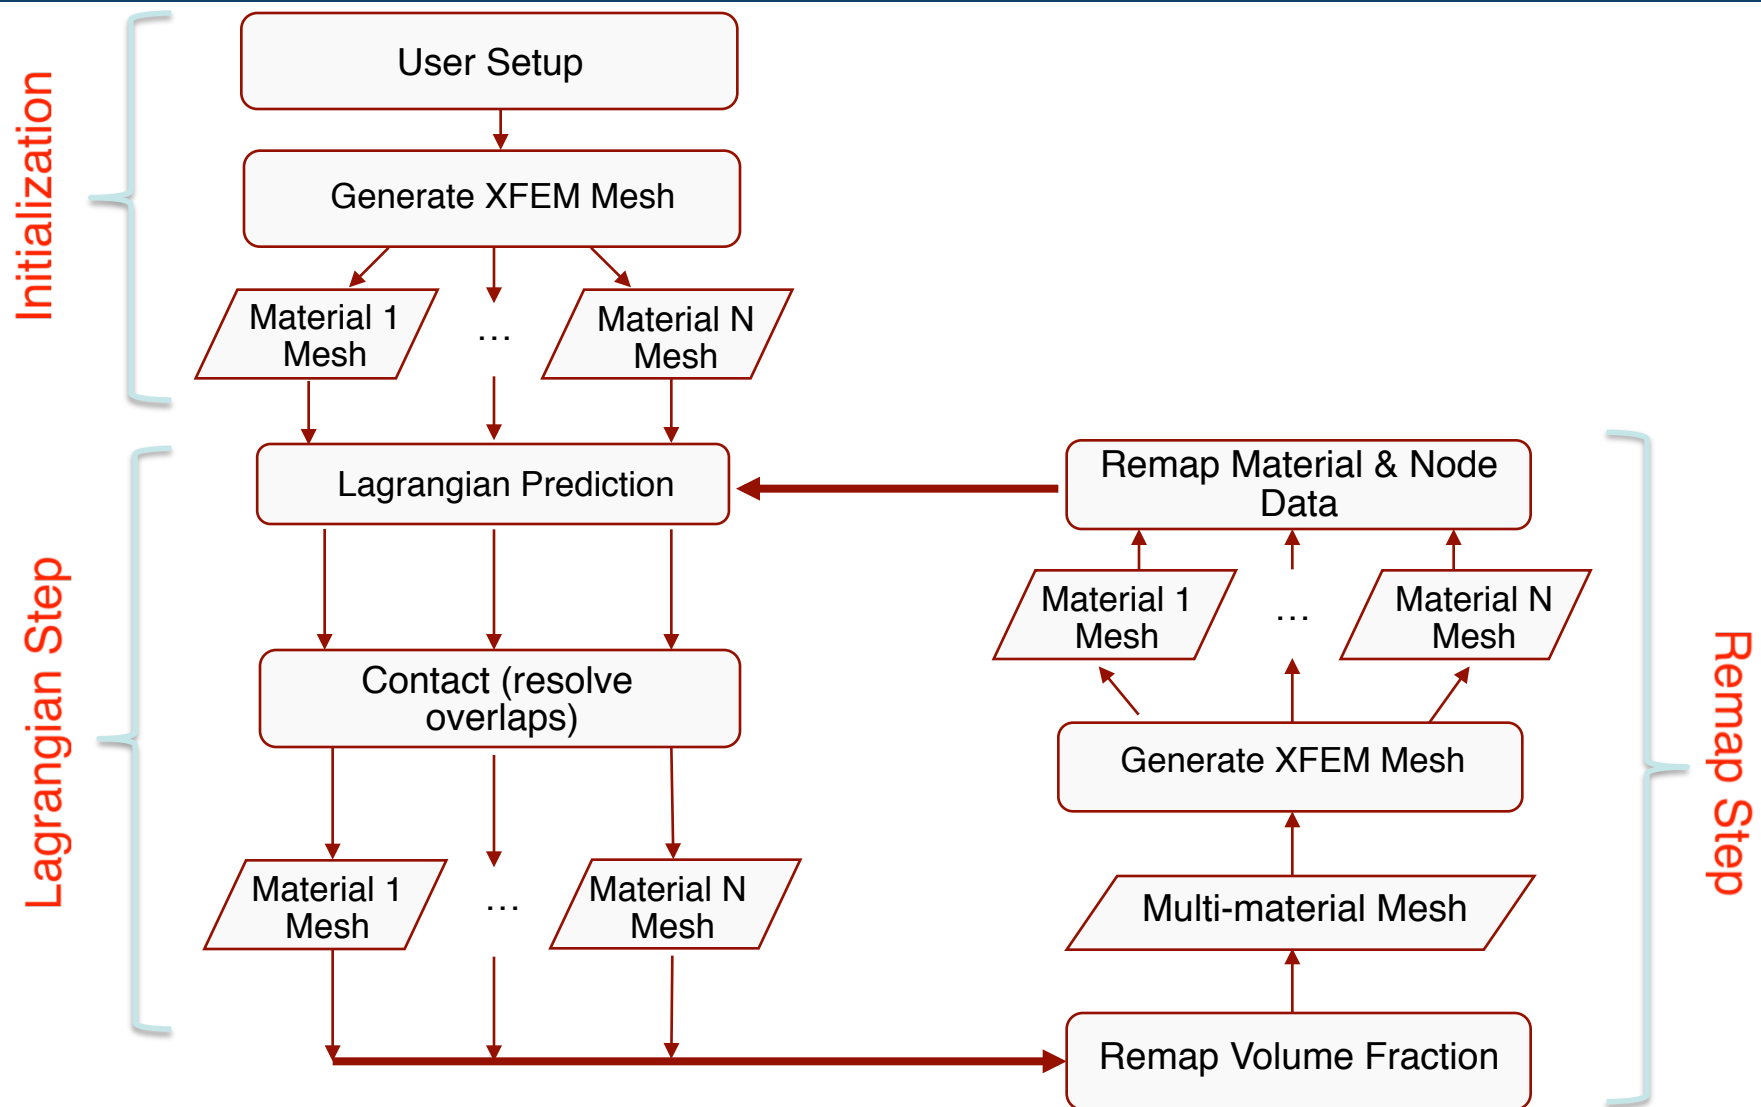 Initialization
User Setup
Generate XFEM Mesh
Material 1
Mesh
...
Material N
Mesh
Lagrangian Step
Lagrangian Prediction
Contact (resolve
overlaps)
Material 1
Mesh
...
Material N
Mesh
Remap Material & Node
Data
Material 1
Mesh
...
Material N
Mesh
Generate XFEM Mesh
Multi-material Mesh
Remap Volume Fraction
Remap Step